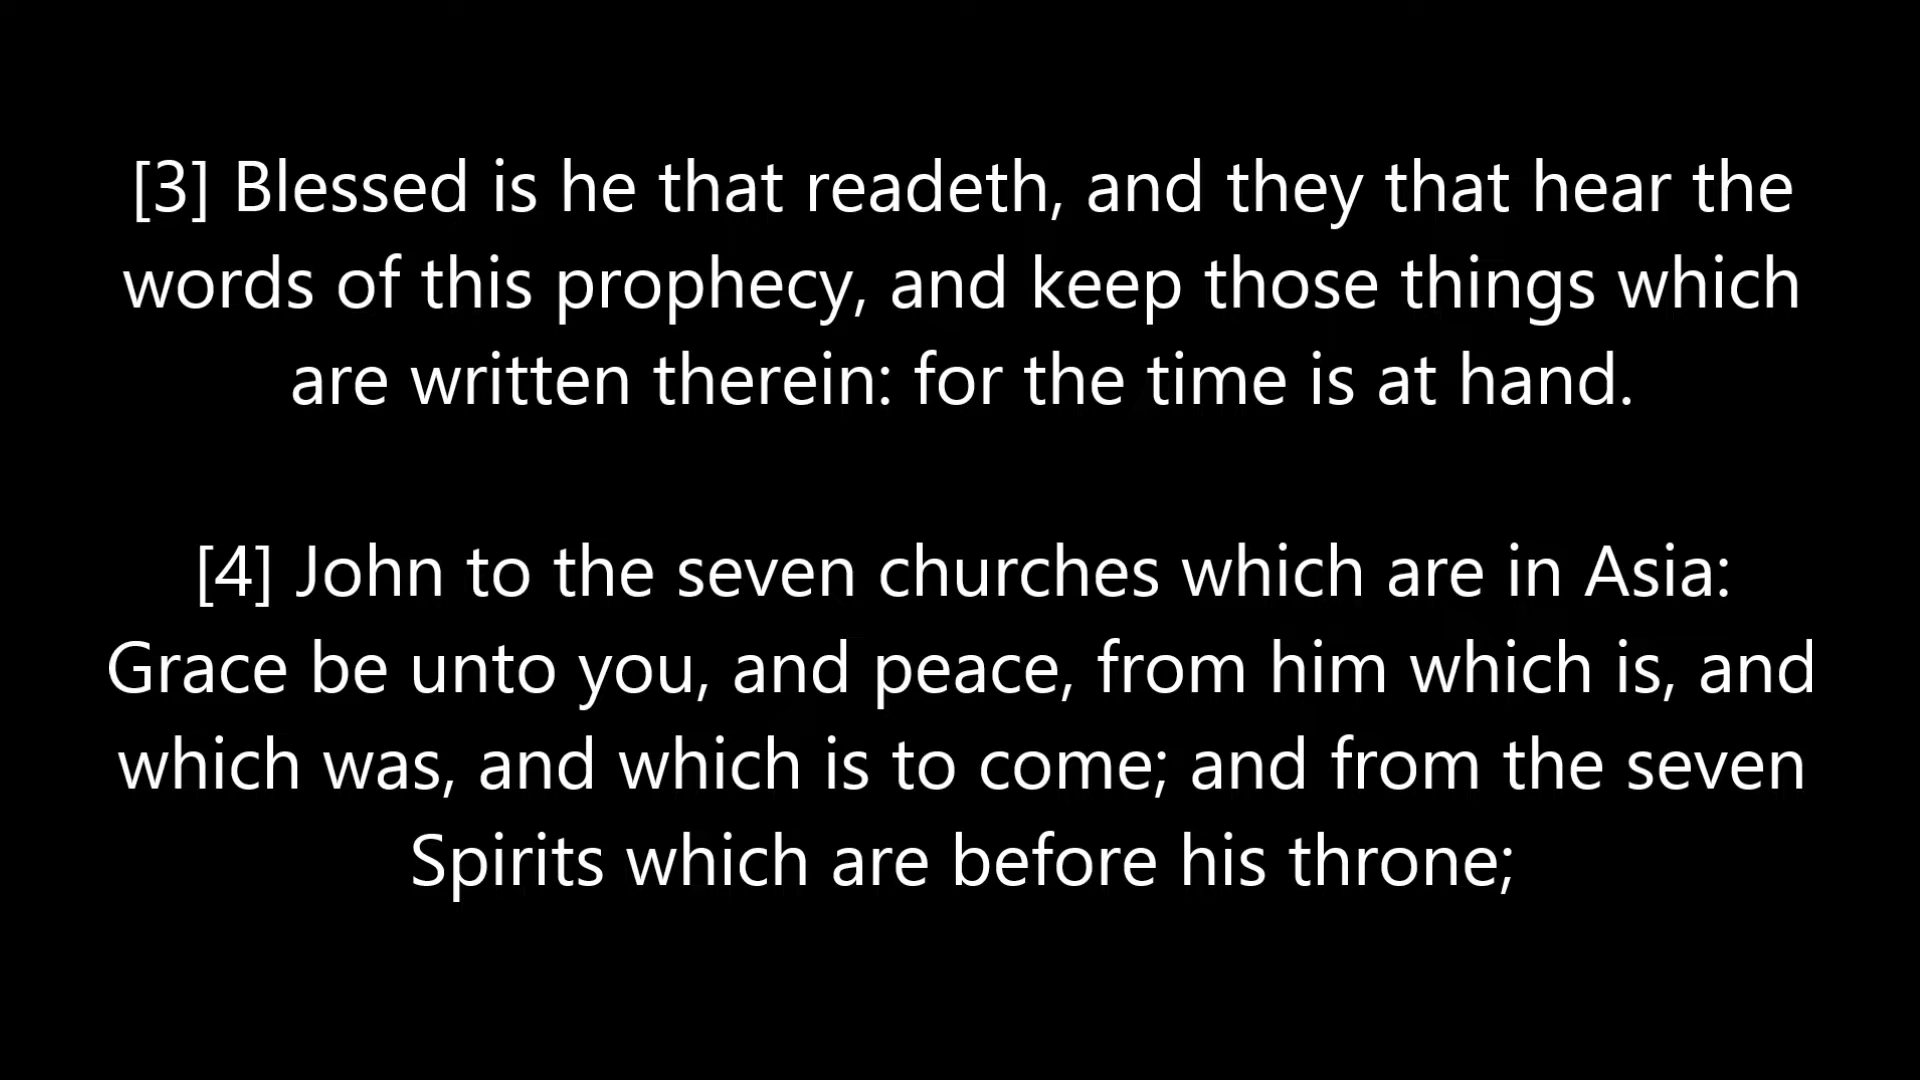 [3] Blessed is he that readeth, and they that hear the
words of this prophecy, and keep those things which
are written therein: for the time is at hand.
[4] John to the seven churches which are in Asia:
Grace be unto you, and peace, from him which is, and
which was, and which is to come; and from the seven
Spirits which are before his throne;